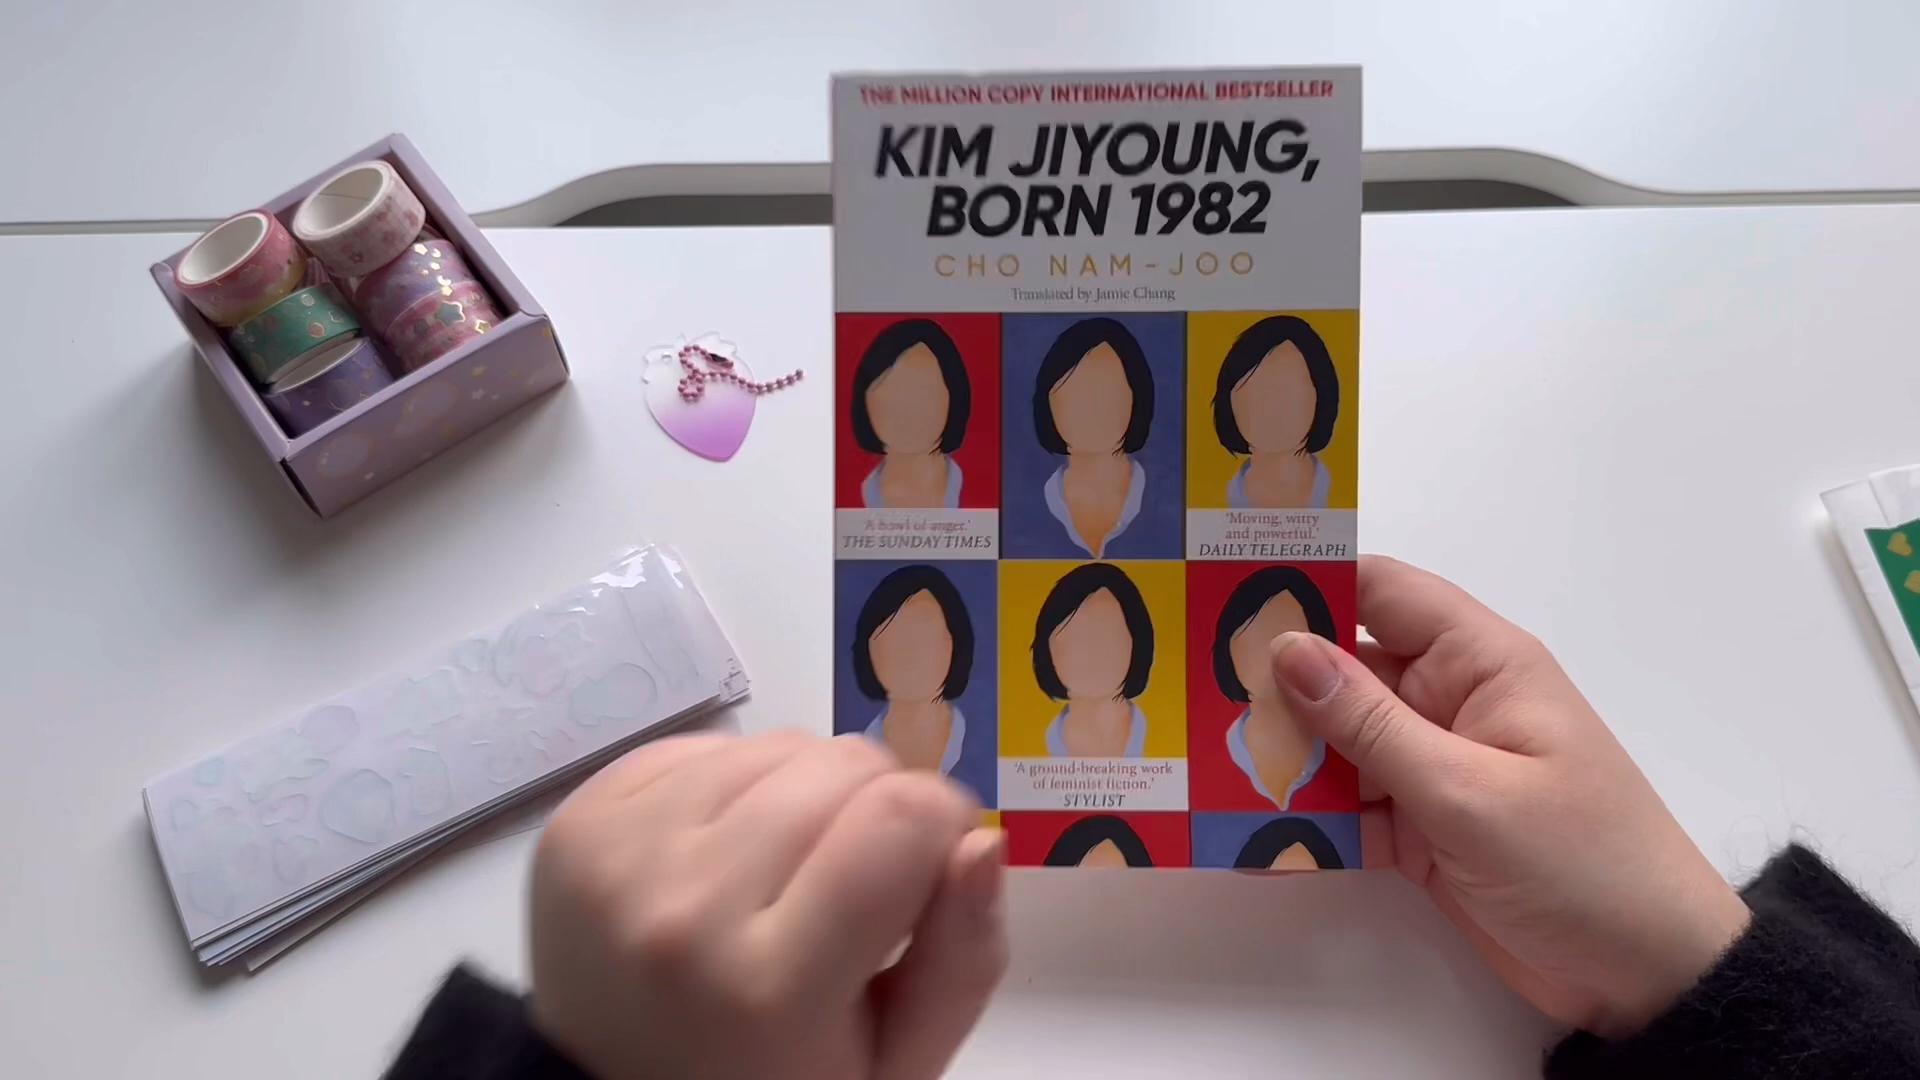 THE MILLION COPY INTERNATIONAL BESTSELLER
KIM JIYOUNG,
BORN 1982
CHO NAM-JOO
Translated by Jamie Chang
'A howl of anger.'
THE SUNDAY TIMES
'Moving, witty
and powerful.'
DAILY TELEGRAPH
'A ground-breaking work
of feminist fiction.'
STYLIST